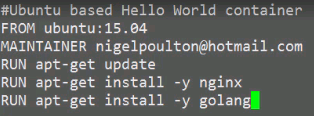 #Ubuntu based Hello World container
FROM ubuntu:15.04
MAINTAINER nigelpoulton@hotmail.com
RUN apt-get update
RUN apt-get install -y nginx
RUN apt-get install -y golang